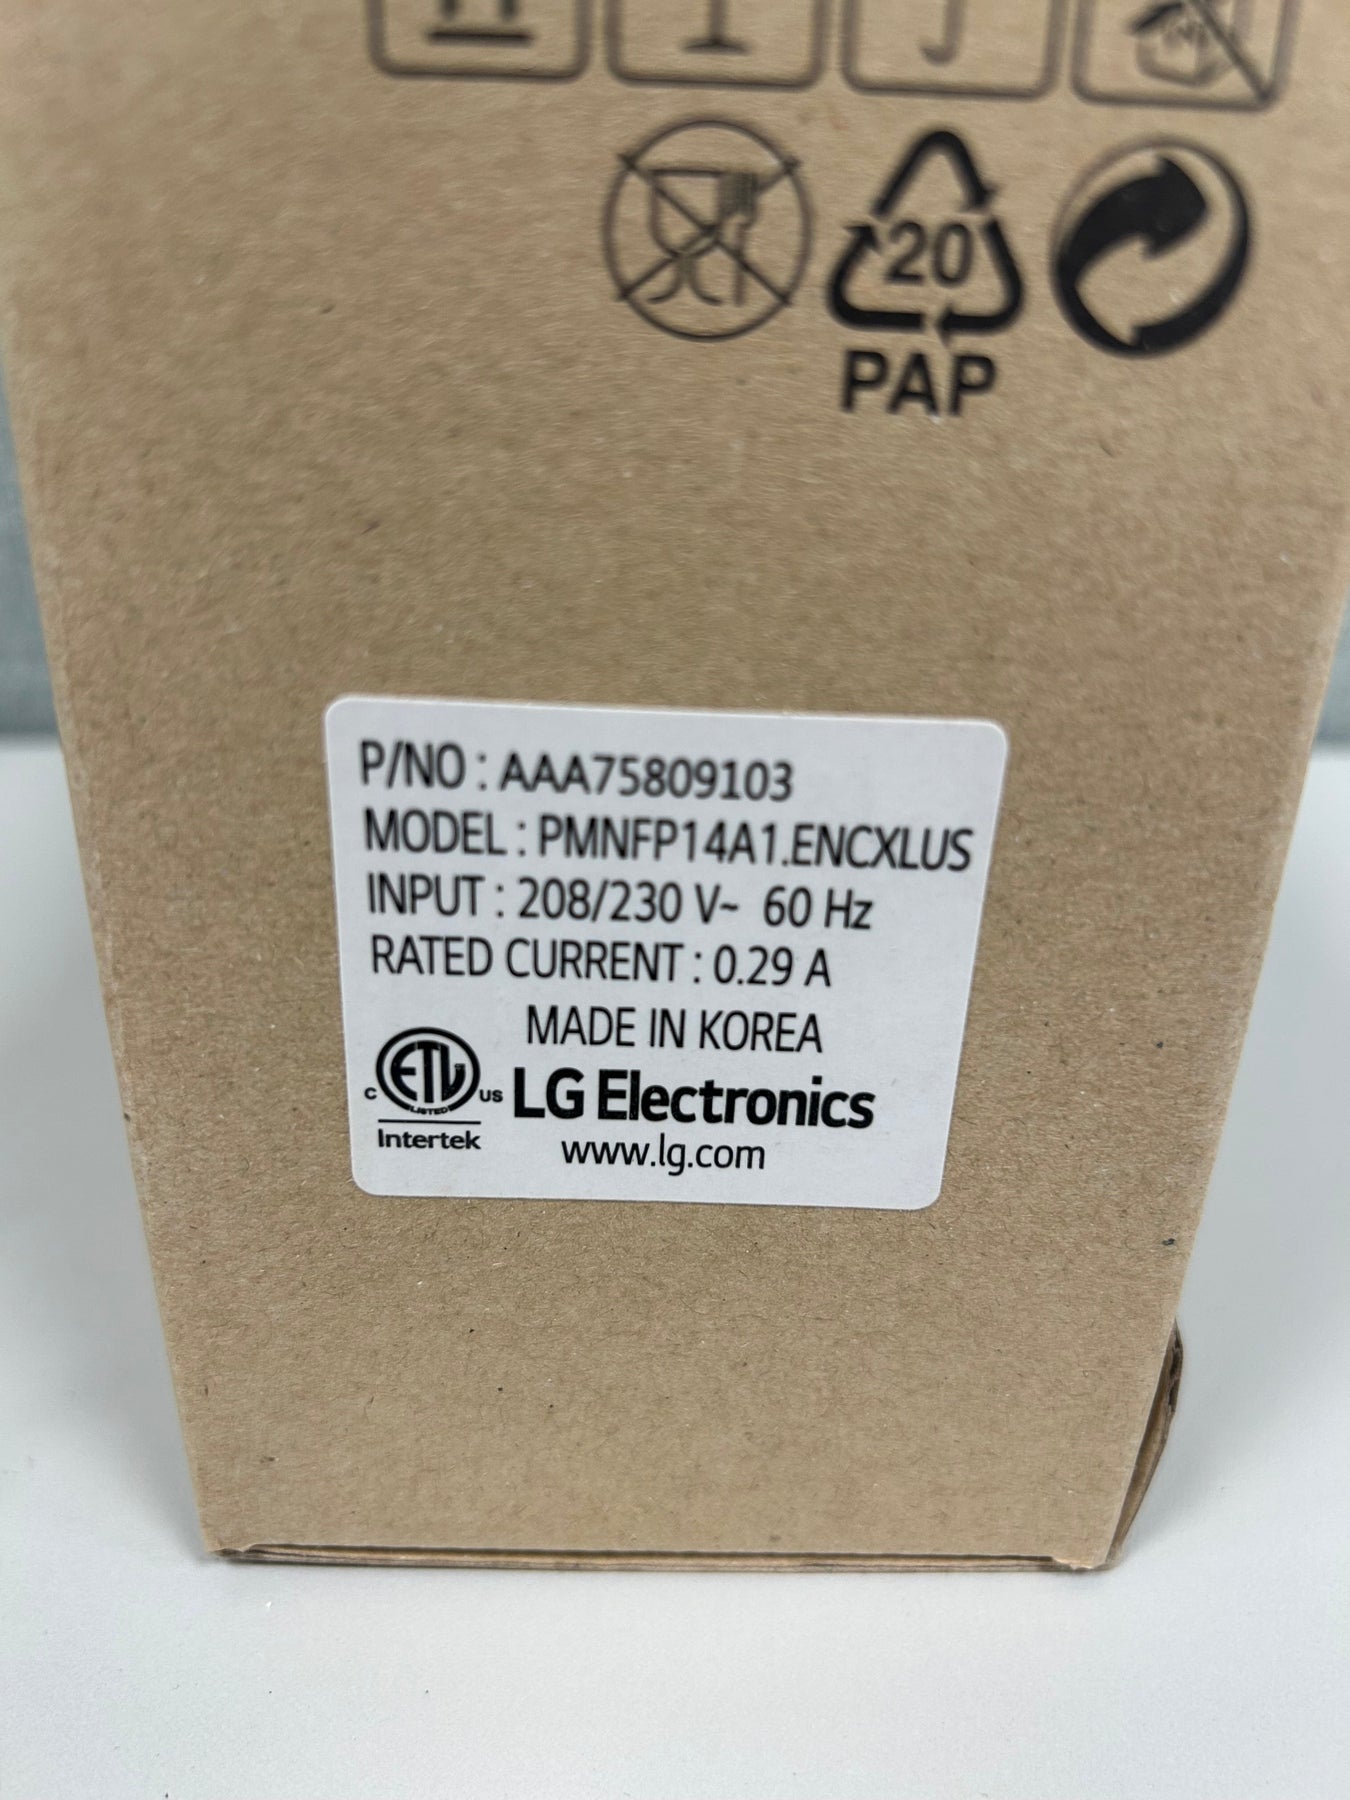 20
PAP
P/NO : AAA75809103
MODEL : PMNFP14A1.ENCXLUS
INPUT : 208/230 V~ 60 Hz
RATED CURRENT : 0.29 A
MADE IN KOREA
C ETL US
LISTED
Intertek
LG Electronics
www.lg.com